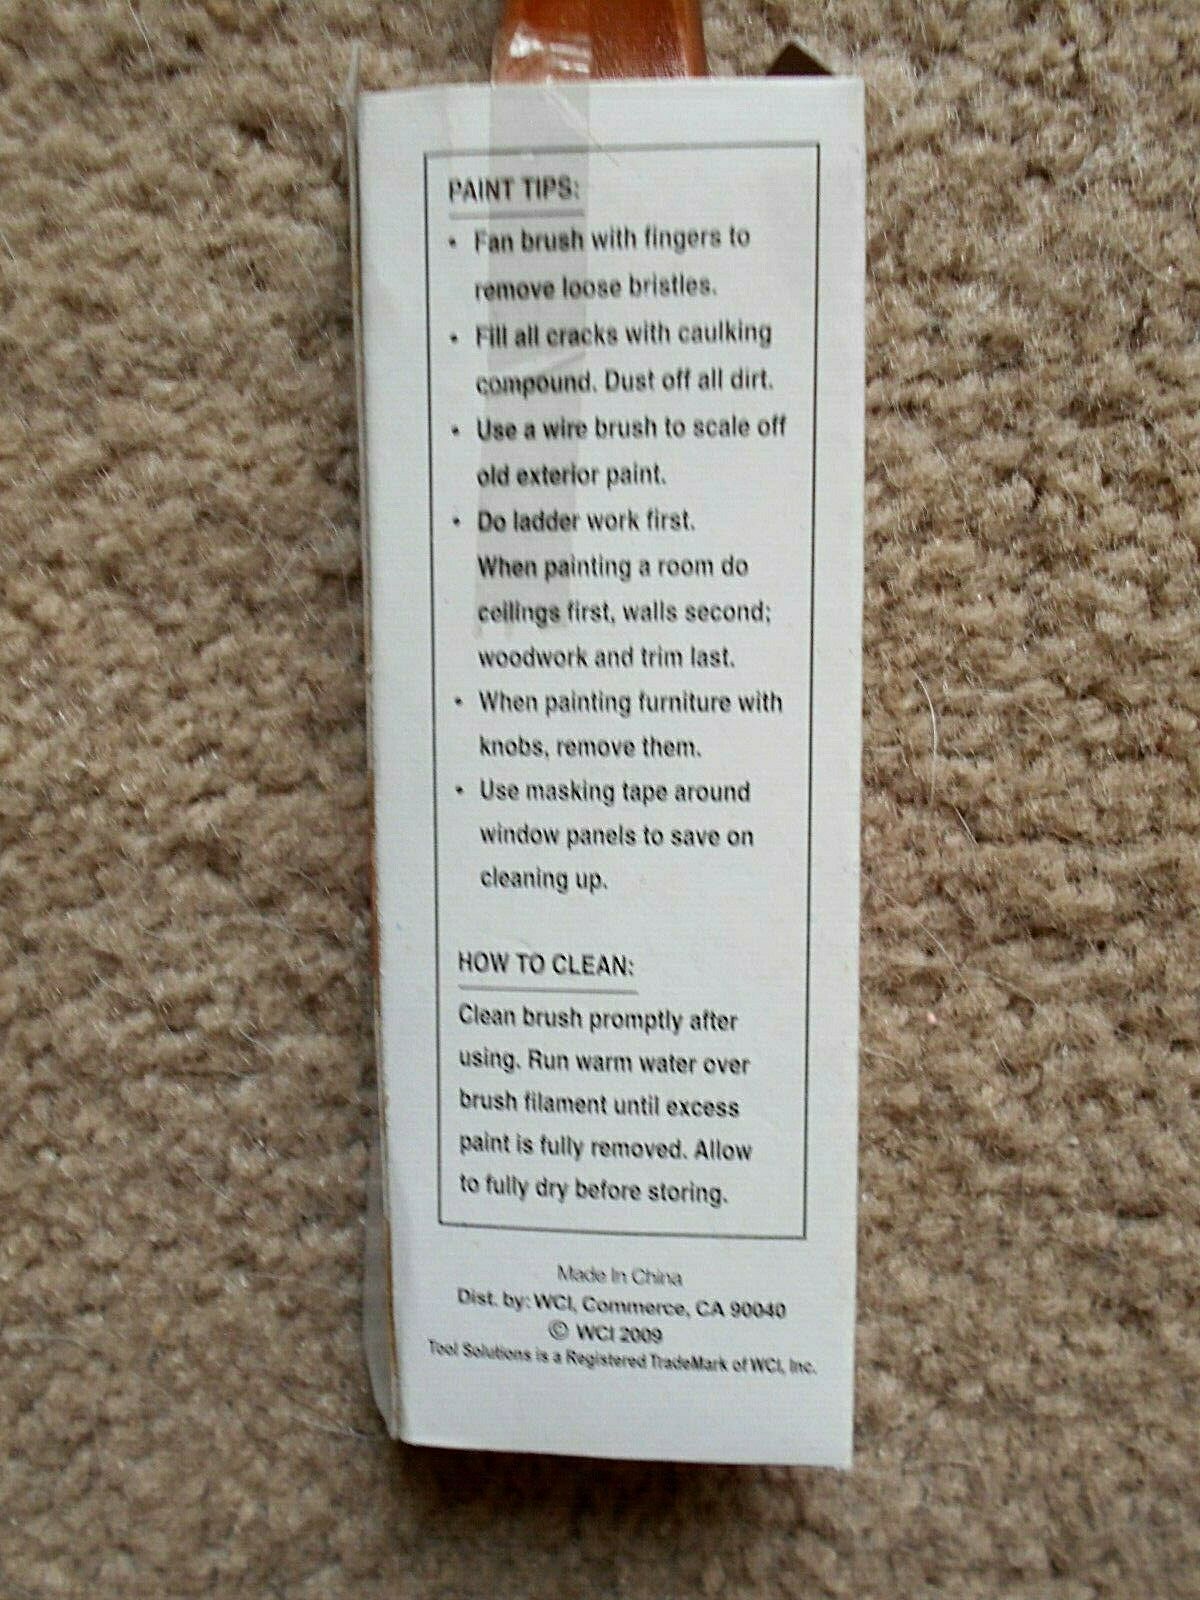 PAINT TIPS:
• Fan brush with fingers to
remove loose bristles.
• Fill all cracks with caulking
compound. Dust off all dirt.
• Use a wire brush to scale off
old exterior paint.
• Do ladder work first.
When painting a room do
ceilings first, walls second;
woodwork and trim last.
• When painting furniture with
knobs, remove them.
• Use masking tape around
window panels to save on
cleaning up.
HOW TO CLEAN:
Clean brush promptly after
using. Run warm water over
brush filament until excess
paint is fully removed. Allow
to fully dry before storing.
Made In China
Dist. by: WCI, Commerce, CA 90040
© WCI 2009
Tool Solutions is a Registered TradeMark of WCI, Inc.